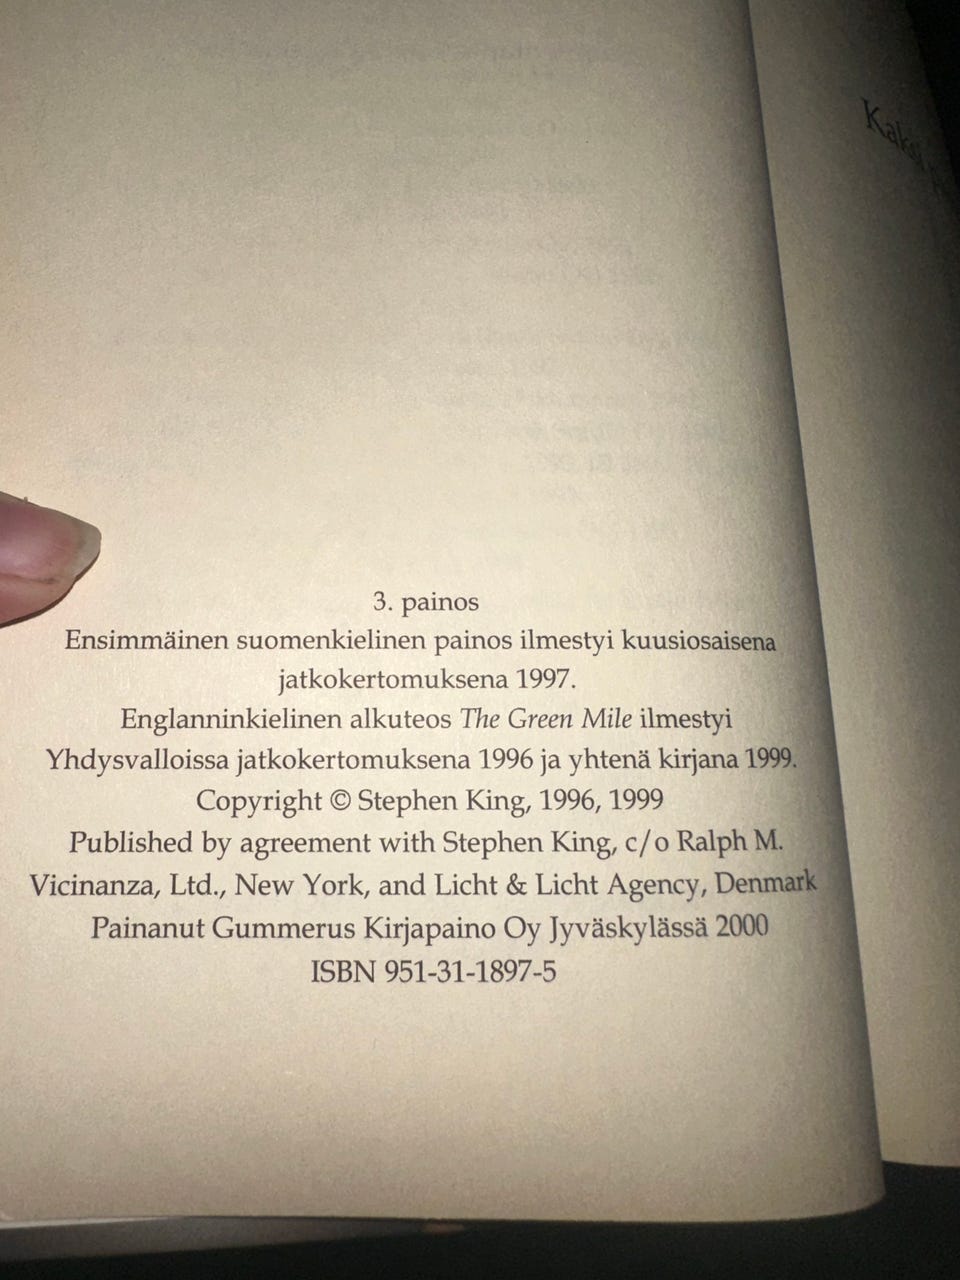 3. painos
Ensimmäinen suomenkielinen painos ilmestyi kuusiosaisena
jatkokertomuksena 1997.
Englanninkielinen alkuteos The Green Mile ilmestyi
Yhdysvalloissa jatkokertomuksena 1996 ja yhtenä kirjana 1999.
Copyright © Stephen King, 1996, 1999
Published by agreement with Stephen King, c/o Ralph M.
Vicinanza, Ltd., New York, and Licht & Licht Agency, Denmark
Painanut Gummerus Kirjapaino Oy Jyväskylässä 2000
ISBN 951-31-1897-5
Kaksi